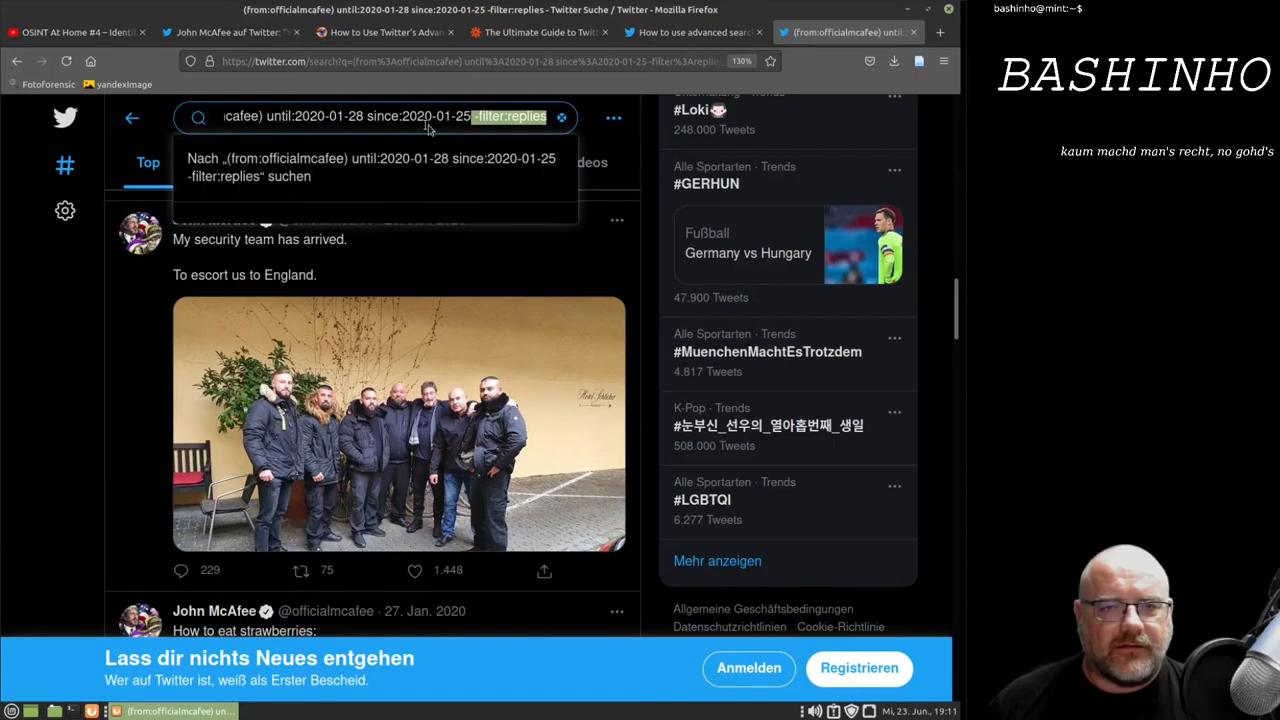 (from:officialmcafee) until:2020-01-28 since:2020-01-25 -filter:replies - Twitter Suche / Twitter - Mozilla Firefox
bashinho@mint:~$
OSINT At Home #4 – Identi
John McAfee auf Twitter: "
How to Use Twitter's Advan
The Ultimate Guide to Twitt
How to use advanced sear
(from:officialmcafee) until:2
https://twitter.com/search?q=(from%3Aofficialmcafee) until%3A2020-01-28 since%3A2020-01-25 -filter%3Areplie
130%
Fotoforensic
yandexImage
BASHINHO
kaum machd man's recht, no gohd's
cafee) until:2020-01-28 since:2020-01-25 -filter:replies
Top
deos
Nach „(from:officialmcafee) until:2020-01-28 since:2020-01-25
-filter:replies“ suchen
My security team has arrived.
To escort us to England.
229
75
1.448
John McAfee
@officialmcafee · 27. Jan. 2020
How to eat strawberries:
#Loki
248.000 Tweets
Alle Sportarten · Trends
#GERHUN
Fußball
Germany vs Hungary
47.900 Tweets
Alle Sportarten · Trends
#MuenchenMachtEsTrotzdem
4.817 Tweets
K-Pop · Trends
#눈부신_선우의_열아홉번째_생일
508.000 Tweets
Alle Sportarten · Trends
#LGBTQI
6.277 Tweets
Mehr anzeigen
Allgemeine Geschäftsbedingungen
Datenschutzrichtlinien Cookie-Richtlinie
Lass dir nichts Neues entgehen
Wer auf Twitter ist, weiß als Erster Bescheid.
Anmelden
Registrieren
(from:officialmcafee) un...
Mi, 23. Jun., 19:11